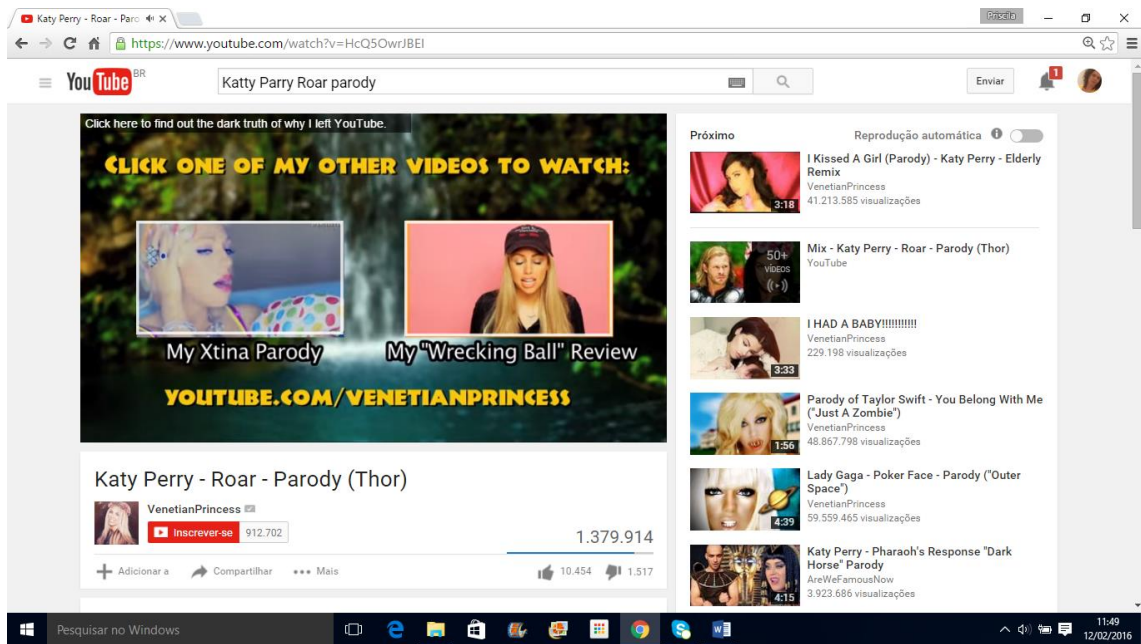 Katy Perry - Roar - Paro
Priscila
https://www.youtube.com/watch?v=HcQ5OwrJBEI
YouTube BR
Katty Parry Roar parody
Enviar
1
Click here to find out the dark truth of why I left YouTube.
CLICK ONE OF MY OTHER VIDEOS TO WATCH:
My Xtina Parody
My "Wrecking Ball" Review
YOUTUBE.COM/VENETIANPRINCESS
Katy Perry - Roar - Parody (Thor)
VenetianPrincess
Inscrever-se 912.702
1.379.914
Adicionar a Compartilhar Mais
10.454 1.517
Próximo
Reprodução automática
I Kissed A Girl (Parody) - Katy Perry - Elderly
Remix
VenetianPrincess
41.213.585 visualizações
3:18
Mix - Katy Perry - Roar - Parody (Thor)
YouTube
50+
VÍDEOS
I HAD A BABY!!!!!!!!!!!
VenetianPrincess
229.198 visualizações
3:33
Parody of Taylor Swift - You Belong With Me
("Just A Zombie")
VenetianPrincess
48.867.798 visualizações
1:56
Lady Gaga - Poker Face - Parody ("Outer
Space")
VenetianPrincess
59.559.465 visualizações
4:39
Katy Perry - Pharaoh's Response "Dark
Horse" Parody
AreWeFamousNow
3.923.686 visualizações
4:15
Pesquisar no Windows
11:49
12/02/2016